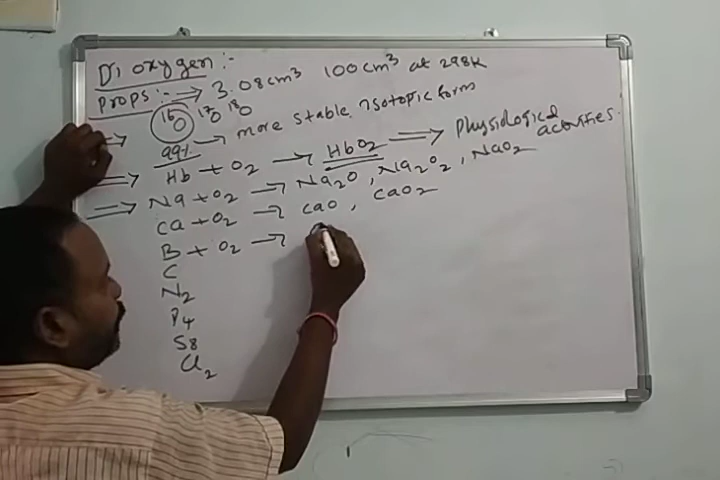 Di oxygen :-
Props :- → 3.08cm³ 100cm³ at 298K
⇒ ¹⁶O ¹⁷O ¹⁸O
99% → more stable isotopic form
⇒ Hb + O₂ → HbO₂ ⇒ Physiological activities.
⇒ Na + O₂ → Na₂O, Na₂O₂, NaO₂
Ca + O₂ → CaO, CaO₂
B + O₂ →
C
N₂
P₄
S8
Cl₂